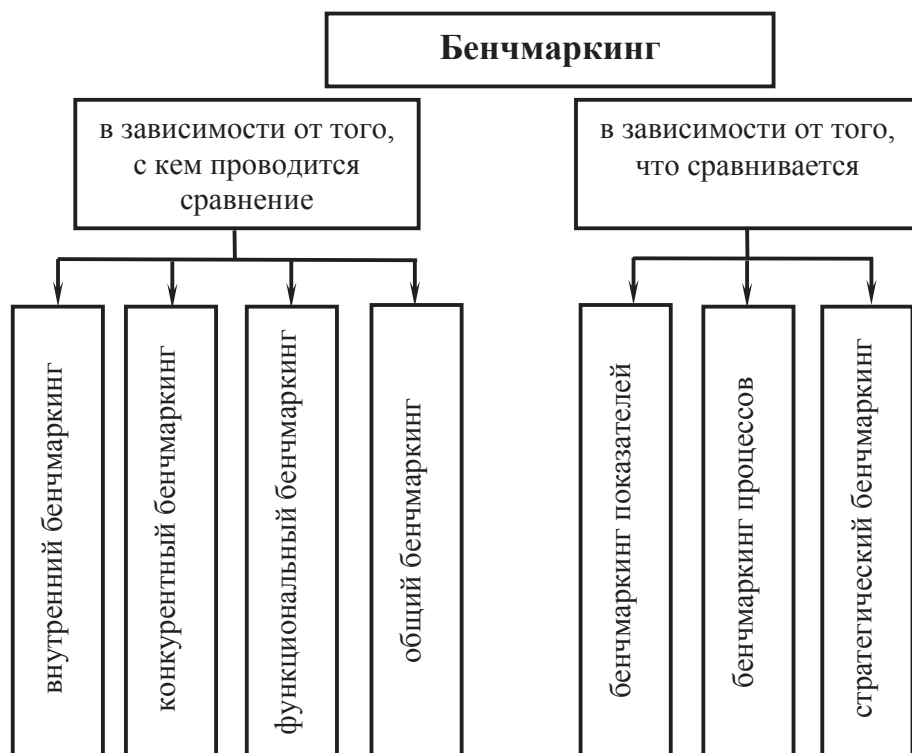 Бенчмаркинг
в зависимости от того,
с кем проводится
сравнение
в зависимости от того,
что сравнивается
внутренний бенчмаркинг
конкурентный бенчмаркинг
функциональный бенчмаркинг
общий бенчмаркинг
бенчмаркинг показателей
бенчмаркинг процессов
стратегический бенчмаркинг